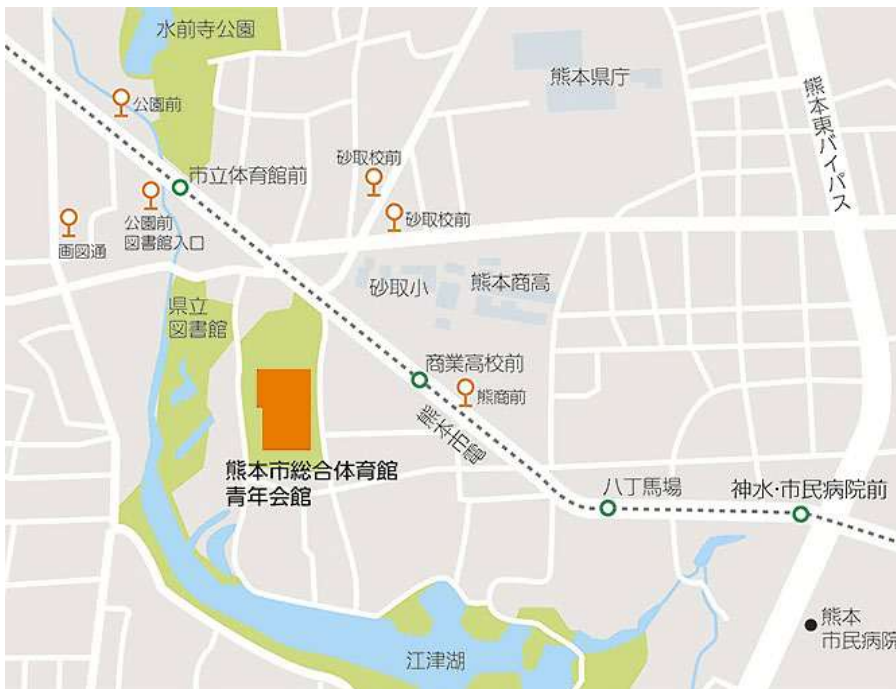 水前寺公園
熊本県庁
熊本東バイパス
公園前
砂取校前
市立体育館前
公園前
図書館入口
砂取校前
画図通
県立
図書館
砂取小
熊本商高
商業高校前
熊商前
熊本市電
熊本市総合体育館
青年会館
八丁馬場
神水・市民病院前
熊本
市民病院
江津湖